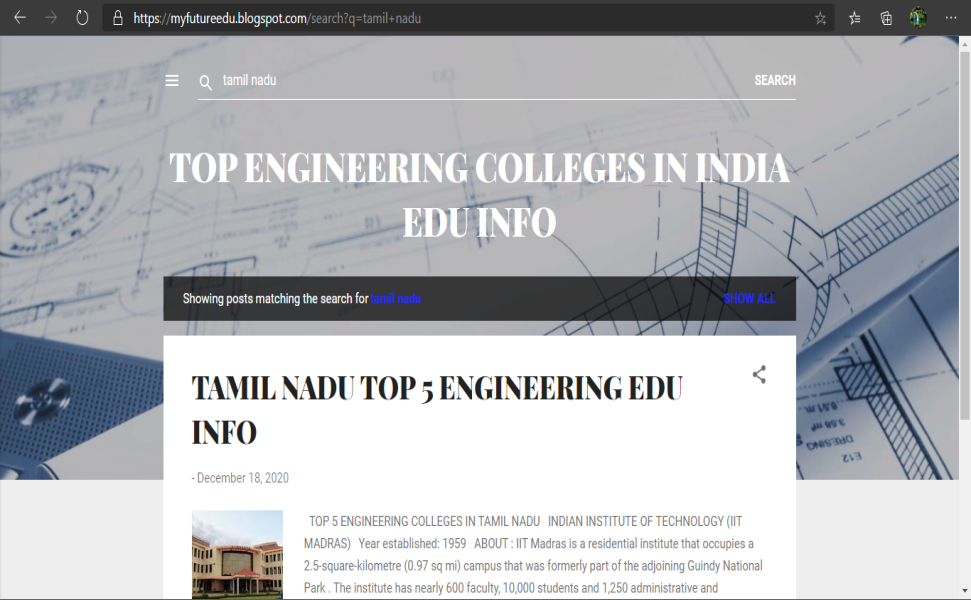 https://myfutureedu.blogspot.com/search?q=tamil+nadu
tamil nadu
SEARCH
TOP ENGINEERING COLLEGES IN INDIA
EDU INFO
Showing posts matching the search for tamil nadu
SHOW ALL
TAMIL NADU TOP 5 ENGINEERING EDU
INFO
- December 18, 2020
TOP 5 ENGINEERING COLLEGES IN TAMIL NADU INDIAN INSTITUTE OF TECHNOLOGY (IIT
MADRAS) Year established: 1959 ABOUT : IIT Madras is a residential institute that occupies a
2.5-square-kilometre (0.97 sq mi) campus that was formerly part of the adjoining Guindy National
Park . The institute has nearly 600 faculty, 10,000 students and 1,250 administrative and